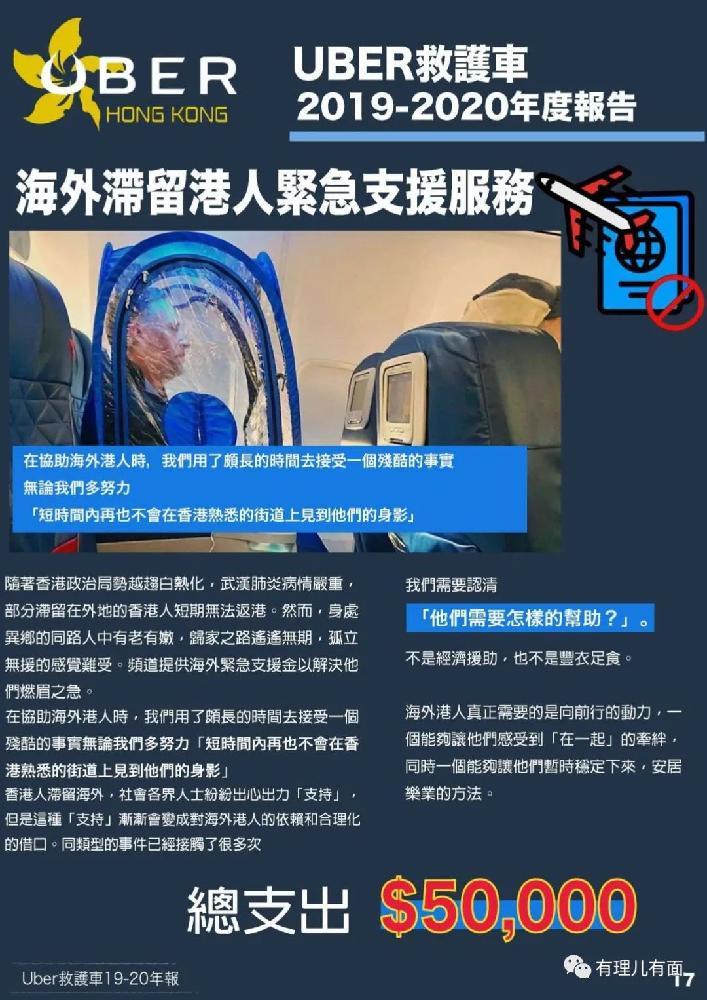 UBER
HONG KONG
UBER救護車
2019-2020年度報告
海外滯留港人緊急支援服務
在協助海外港人時，我們用了頗長的時間去接受一個殘酷的事實
無論我們多努力
「短時間內再也不會在香港熟悉的街道上見到他們的身影」
隨著香港政治局勢越趨白熱化，武漢肺炎病情嚴重，
部分滯留在外地的香港人短期無法返港。然而，身處
異鄉的同路人中有老有嫩，歸家之路遙遙無期，孤立
無援的感覺難受。頻道提供海外緊急支援金以解決他
們燃眉之急。
在協助海外港人時，我們用了頗長的時間去接受一個
殘酷的事實無論我們多努力「短時間內再也不會在香
港熟悉的街道上見到他們的身影」
香港人滯留海外，社會各界人士紛紛出心出力「支持」，
但是這種「支持」漸漸會變成對海外港人的依賴和合理化
的借口。同類型的事件已經接觸了很多次
我們需要認清
「他們需要怎樣的幫助？」。
不是經濟援助，也不是豐衣足食。
海外港人真正需要的是向前行的動力，一
個能夠讓他們感受到「在一起」的牽絆，
同時一個能夠讓他們暫時穩定下來，安居
樂業的方法。
總支出 $50,000
Uber救護車19-20年報
有理儿有面
17